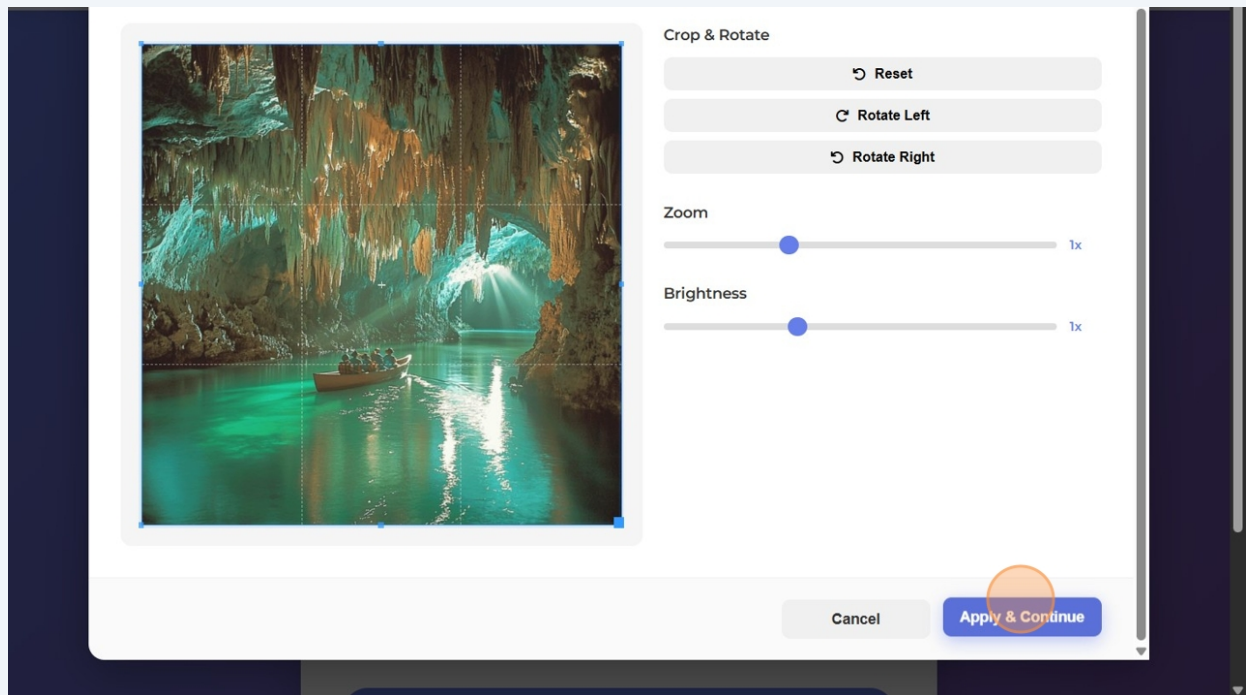 Crop & Rotate
Reset
Rotate Left
Rotate Right
Zoom
1x
Brightness
1x
Cancel
Apply & Continue